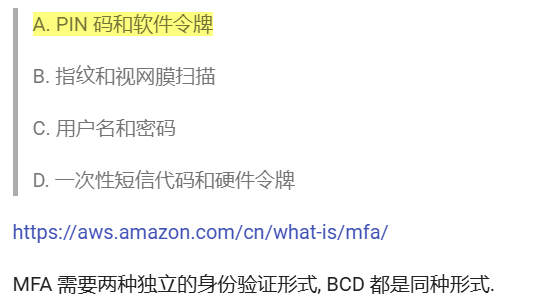 A. PIN 码和软件令牌
B. 指纹和视网膜扫描
C. 用户名和密码
D. 一次性短信代码和硬件令牌
https://aws.amazon.com/cn/what-is/mfa/
MFA 需要两种独立的身份验证形式, BCD 都是同种形式.